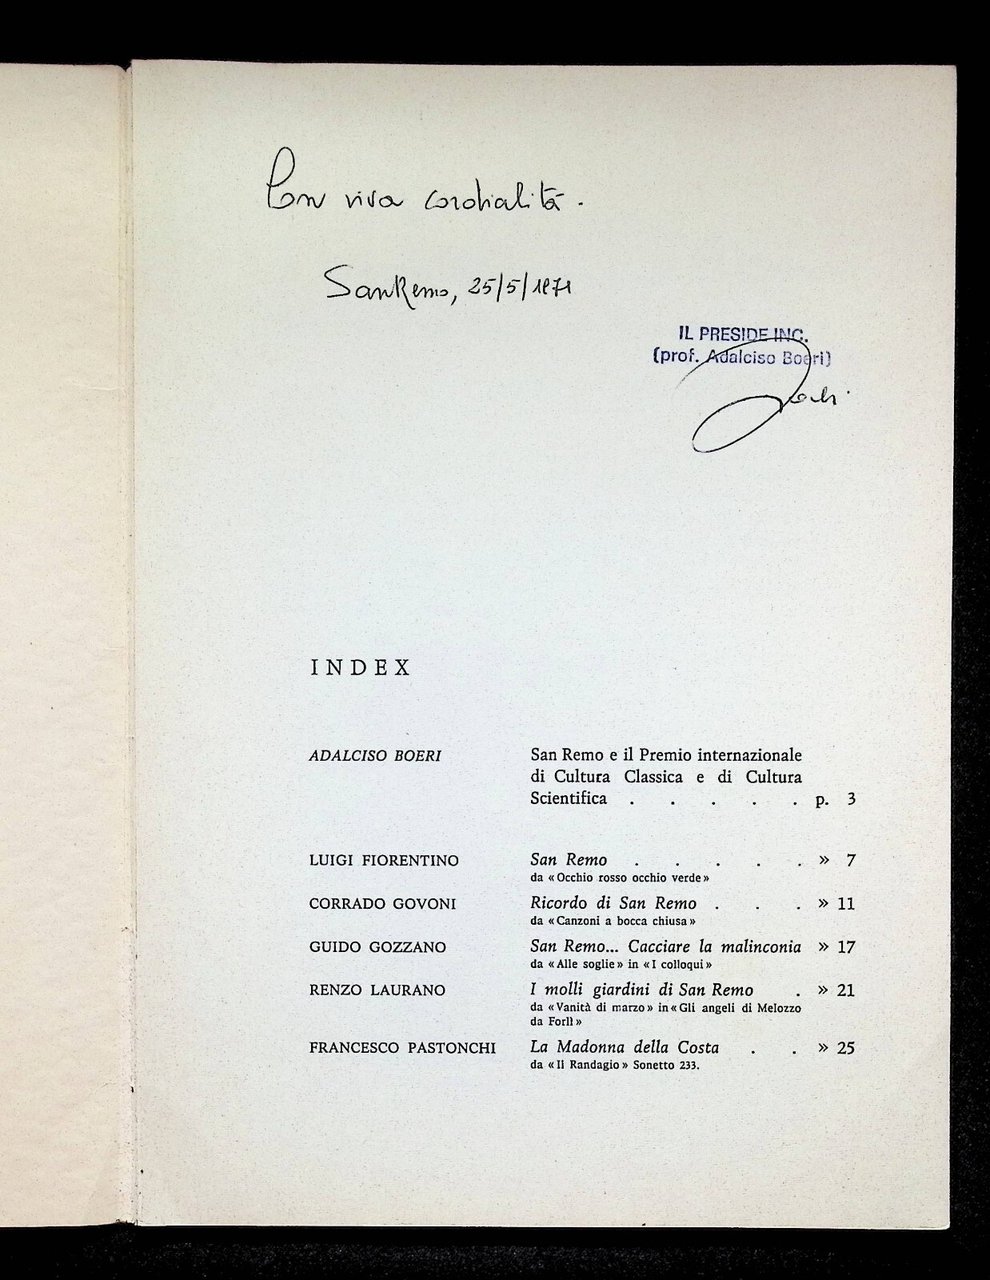 Con viva cordialità.
San Remo, 25/5/1971
IL PRESIDE INC.
(prof. Adalciso Boeri)
Boeri
INDEX
ADALCISO BOERI San Remo e il Premio internazionale
di Cultura Classica e di Cultura
Scientifica . . . . . p. 3
LUIGI FIORENTINO San Remo . . . . . » 7
da «Occhio rosso occhio verde»
CORRADO GOVONI Ricordo di San Remo . . . » 11
da «Canzoni a bocca chiusa»
GUIDO GOZZANO San Remo... Cacciare la malinconia » 17
da «Alle soglie» in «I colloqui»
RENZO LAURANO I molli giardini di San Remo . » 21
da «Vanità di marzo» in «Gli angeli di Melozzo
da Forlì»
FRANCESCO PASTONCHI La Madonna della Costa . . » 25
da «Il Randagio» Sonetto 233.